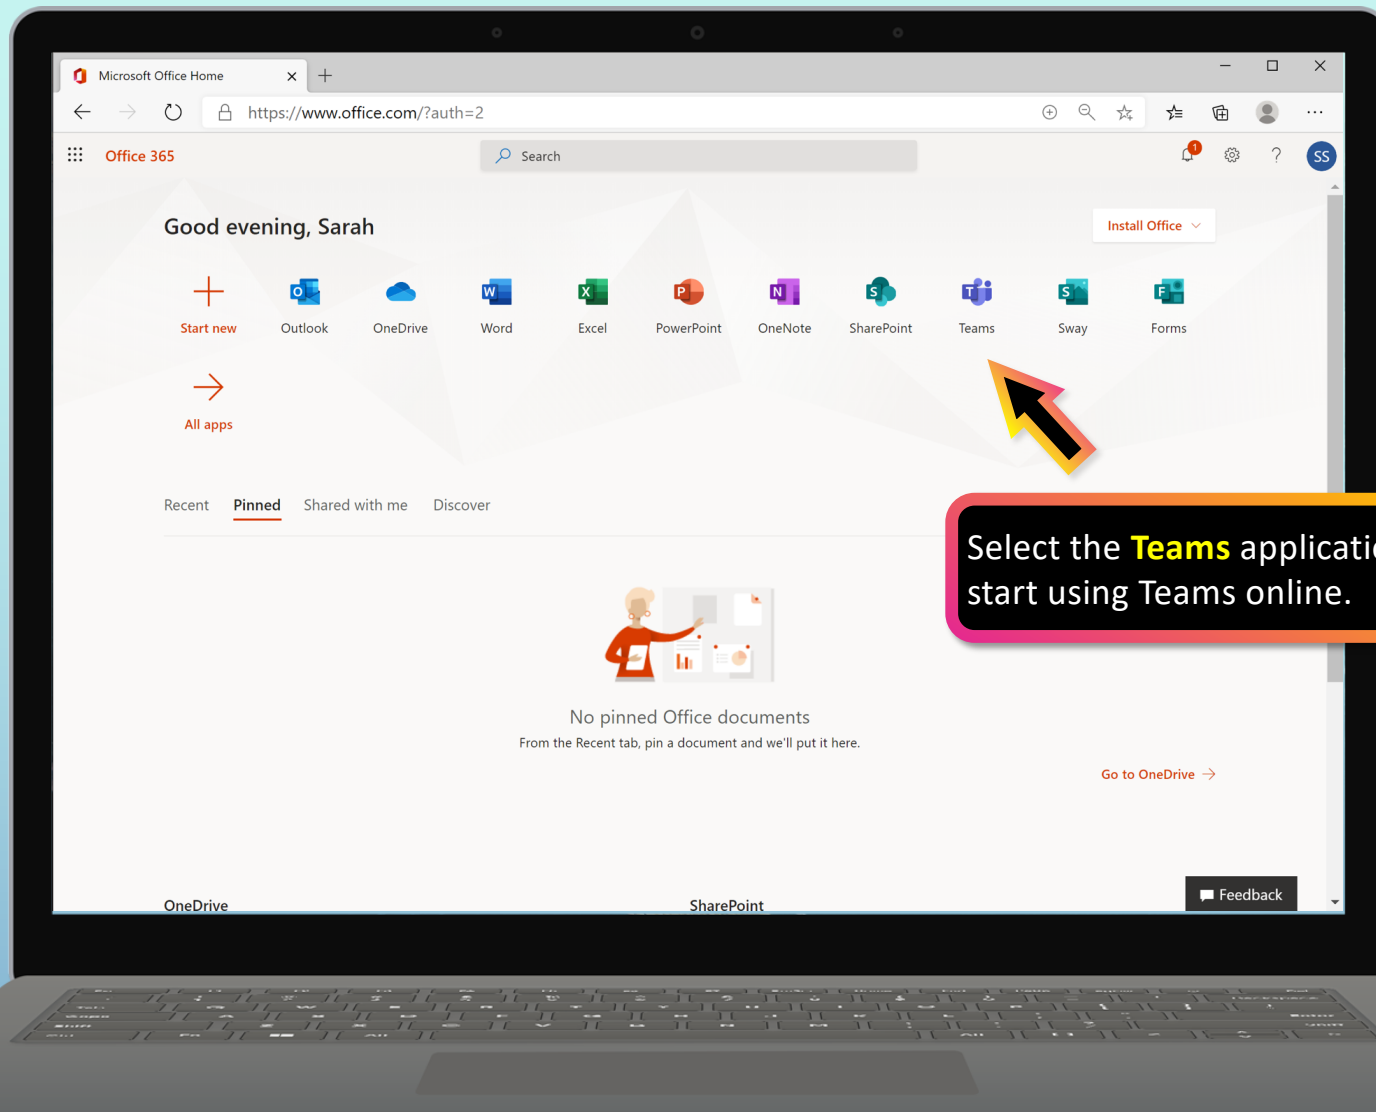 Microsoft Office Home
https://www.office.com/?auth=2
Office 365
Search
1
?
SS
Good evening, Sarah
Install Office
Start new
Outlook
OneDrive
Word
Excel
PowerPoint
OneNote
SharePoint
Teams
Sway
Forms
All apps
Recent Pinned Shared with me Discover
Select the Teams
start using Teams online.
No pinned Office documents
From the Recent tab, pin a document and we'll put it here.
Go to OneDrive
Feedback
OneDrive
SharePoint